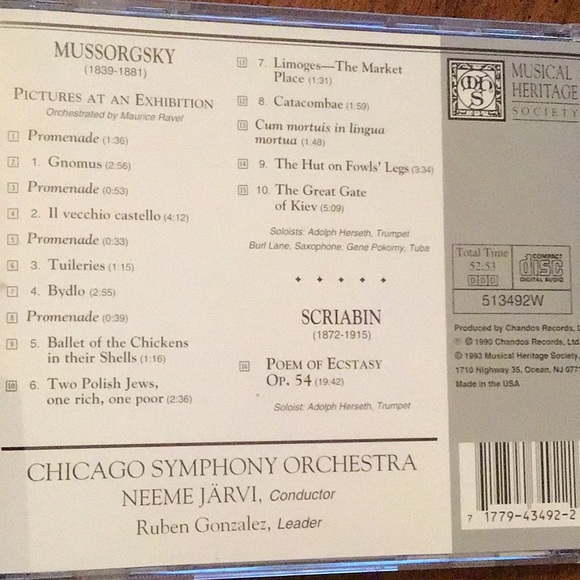 MUSSORGSKY
(1839-1881)
PICTURES AT AN EXHIBITION
Orchestrated by Maurice Ravel
1 Promenade (1:36)
2 1. Gnomus (2:56)
3 Promenade (0:53)
4 2. Il vecchio castello (4:12)
5 Promenade (0:33)
6 3. Tuileries (1:15)
7 4. Bydlo (2:55)
8 Promenade (0:39)
9 5. Ballet of the Chickens
in their Shells (1:16)
10 6. Two Polish Jews,
one rich, one poor (2:36)
11 7. Limoges—The Market
Place (1:31)
12 8. Catacombae (1:59)
13 Cum mortuis in lingua
mortua (1:48)
14 9. The Hut on Fowls' Legs (3:34)
15 10. The Great Gate
of Kiev (5:09)
Soloists: Adolph Herseth, Trumpet
Burl Lane, Saxophone: Gene Pokorny, Tuba
SCRIABIN
(1872-1915)
16 POEM OF ECSTASY
OP. 54 (19:42)
Soloist: Adolph Herseth, Trumpet
CHICAGO SYMPHONY ORCHESTRA
NEEME JÄRVI, Conductor
Ruben Gonzalez, Leader
MHS
MUSICAL
HERITAGE
SOCIETY
Total Time
52:53
DDD
COMPACT
disc
DIGITAL AUDIO
513492W
Produced by Chandos Records, L
℗ © 1990 Chandos Records, Ltd.
© 1993 Musical Heritage Society,
1710 Highway 35, Ocean, NJ 077
Made in the USA
7 1779-43492-2